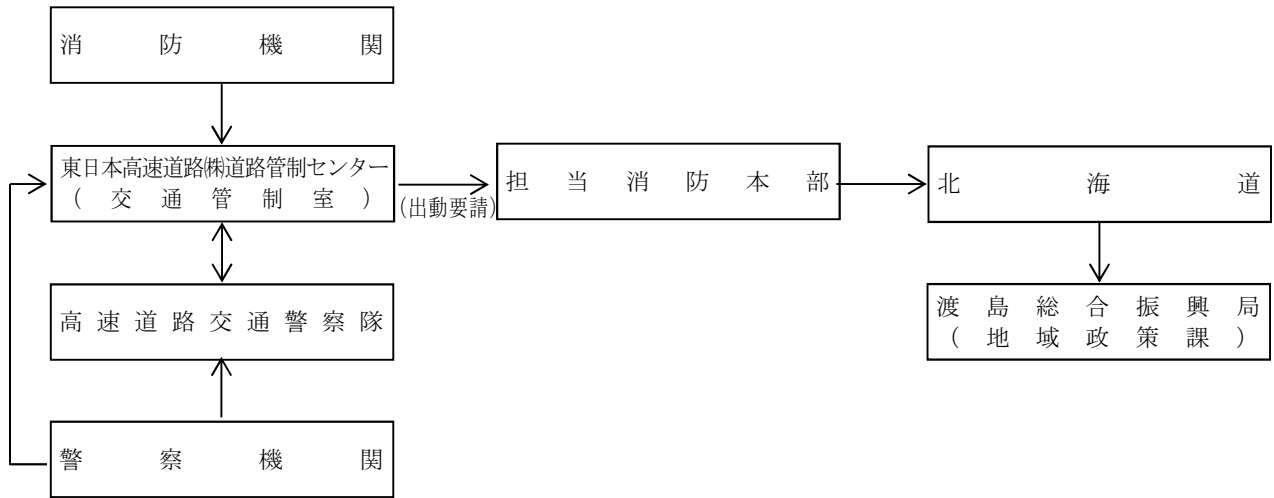 消防機関
東日本高速道路㈱道路管制センター
（交通管制室）
(出動要請)
担当消防本部
北海道
高速道路交通警察隊
渡島総合振興局
（地域政策課）
警察機関